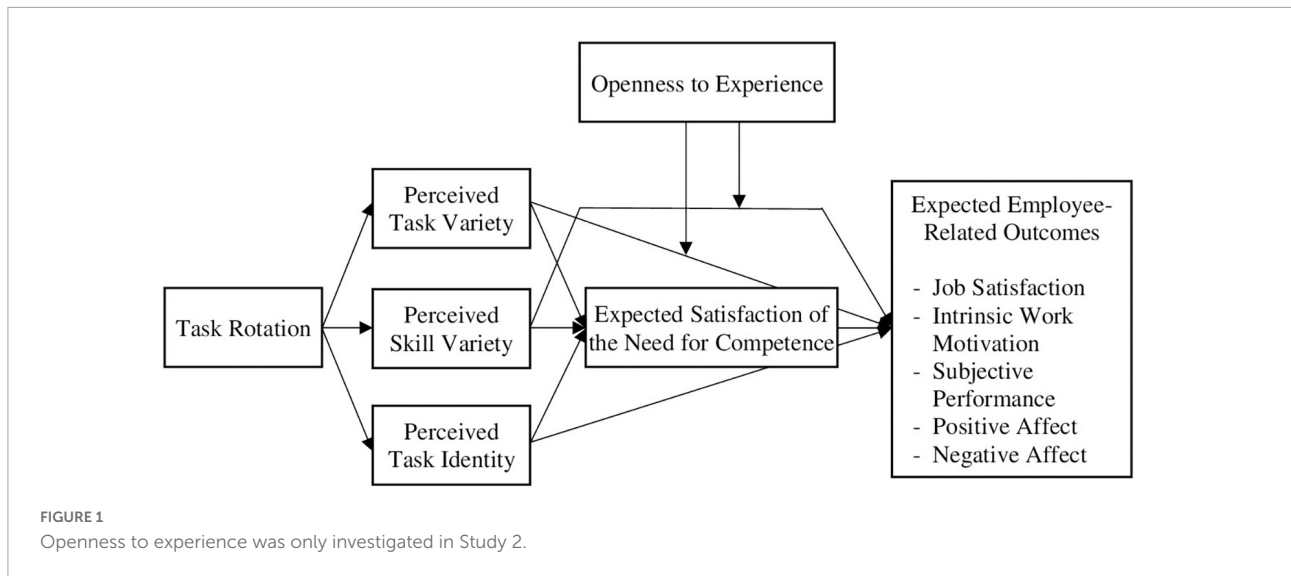 Openness to Experience
Perceived
Task Variety
Expected Employee-
Related Outcomes
- Job Satisfaction
- Intrinsic Work
Motivation
- Subjective
Performance
- Positive Affect
- Negative Affect
Task Rotation
Perceived
Skill Variety
Expected Satisfaction of
the Need for Competence
Perceived
Task Identity
FIGURE 1
Openness to experience was only investigated in Study 2.